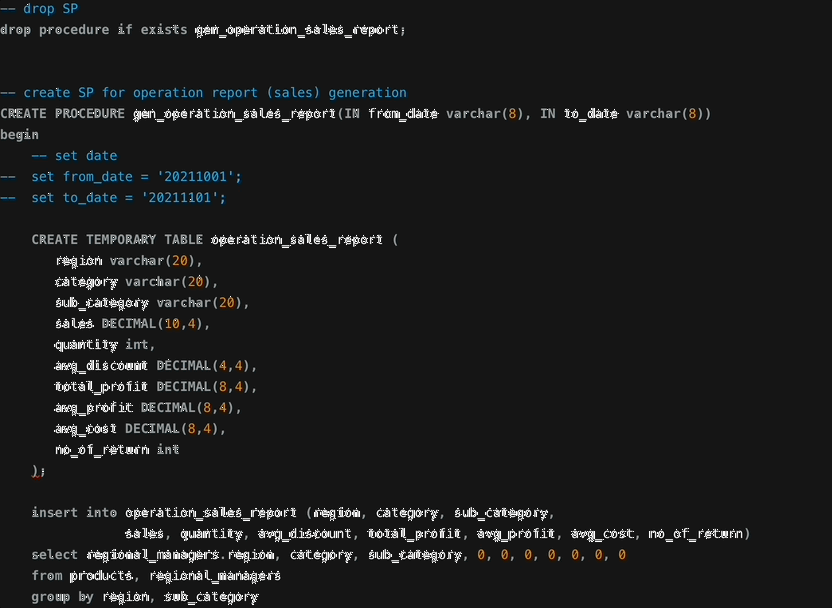 -- drop SP
drop procedure if exists gen_operation_sales_report;
-- create SP for operation report (sales) generation
CREATE PROCEDURE gen_operation_sales_report(IN from_date varchar(8), IN to_date varchar(8))
begin
-- set date
-- set from_date = '20211001';
-- set to_date = '20211101';
CREATE TEMPORARY TABLE operation_sales_report (
region varchar(20),
category varchar(20),
sub_category varchar(20),
sales DECIMAL(10,4),
quantity int,
avg_discount DECIMAL(4,4),
total_profit DECIMAL(8,4),
avg_profit DECIMAL(8,4),
avg_cost DECIMAL(8,4),
no_of_return int
);
insert into operation_sales_report (region, category, sub_category,
sales, quantity, avg_discount, total_profit, avg_profit, avg_cost, no_of_return)
select regional_managers.region, category, sub_category, 0, 0, 0, 0, 0, 0, 0
from products, regional_managers
group by region, sub_category